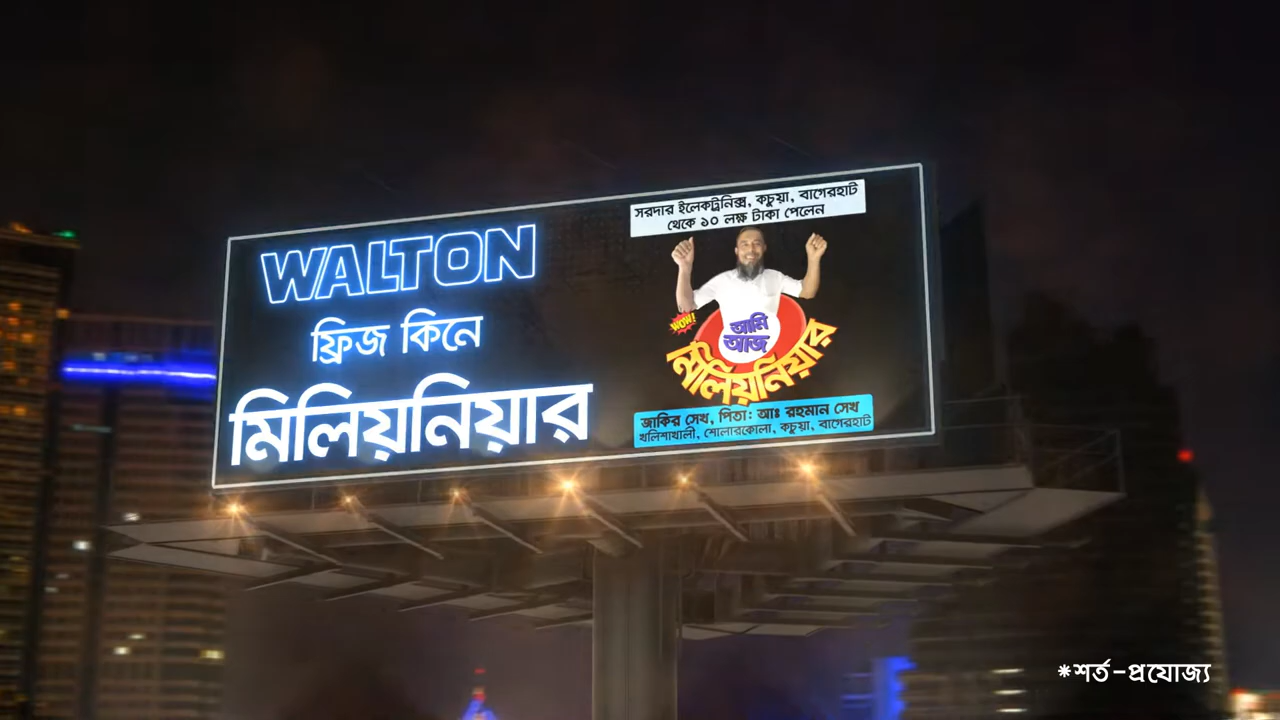 WALTON
ফ্রিজ কিনে
মিলিয়নিয়ার
সরদার ইলেকট্রনিক্স, কচুয়া, বাগেরহাট
থেকে ১০ লক্ষ টাকা পেলেন
WOW!
আমি
আজ
মিলিয়নিয়ার
জাকির সেখ, পিতা: আঃ রহমান সেখ
খলিশাখালী, শোলারকোলা, কচুয়া, বাগেরহাট
*শর্ত-প্রযোজ্য